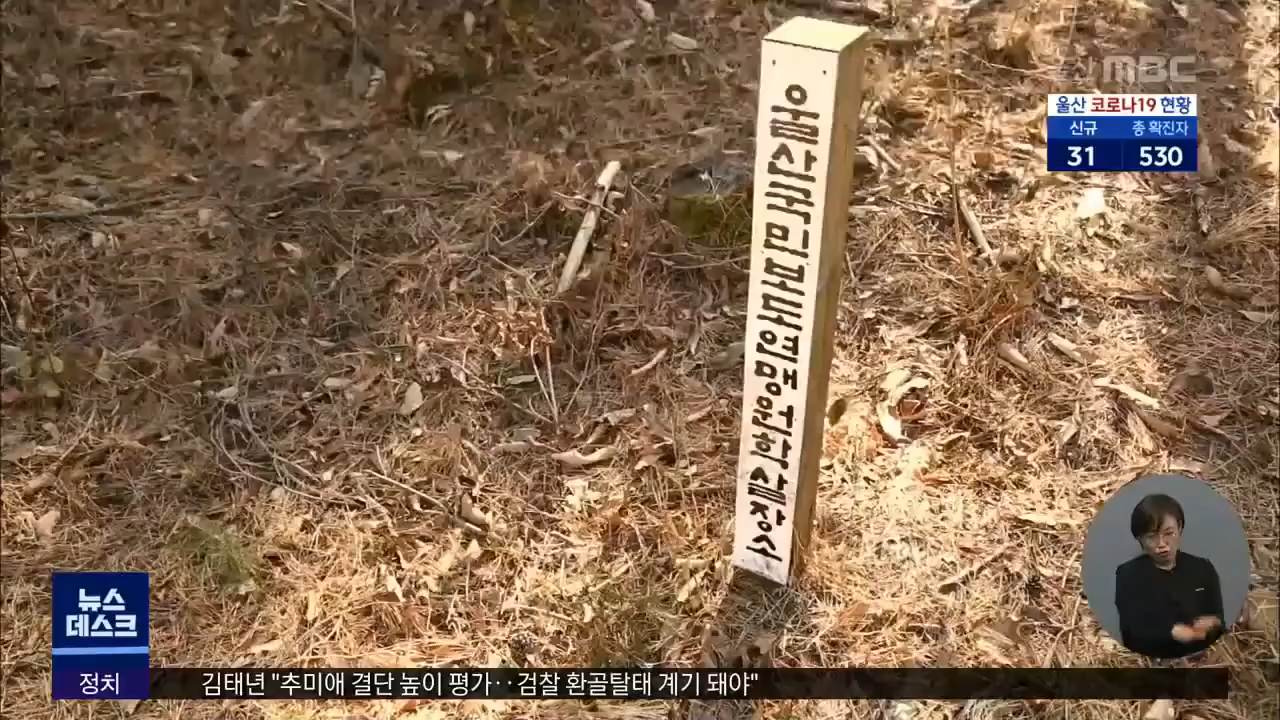 MBC
울산 코로나19 현황
신규 총 확진자
31 530
울산국민보도연맹원학살장소
뉴스
데스크
정치
김태년 "추미애 결단 높이 평가‥검찰 환골탈태 계기 돼야"